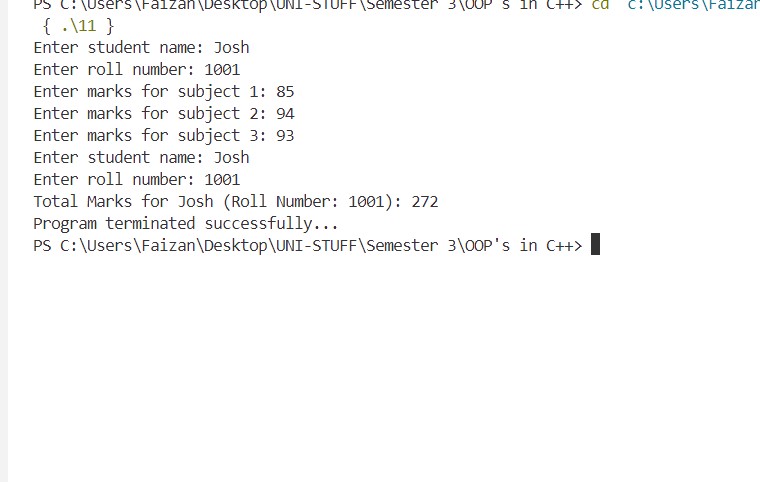 PS C:\Users\Faizan\Desktop\UNI-STUFF\Semester 3\OOP's in C++> cd  c:\Users\Faizan
 { .\11 }
Enter student name: Josh
Enter roll number: 1001
Enter marks for subject 1: 85
Enter marks for subject 2: 94
Enter marks for subject 3: 93
Enter student name: Josh
Enter roll number: 1001
Total Marks for Josh (Roll Number: 1001): 272
Program terminated successfully...
PS C:\Users\Faizan\Desktop\UNI-STUFF\Semester 3\OOP's in C++>